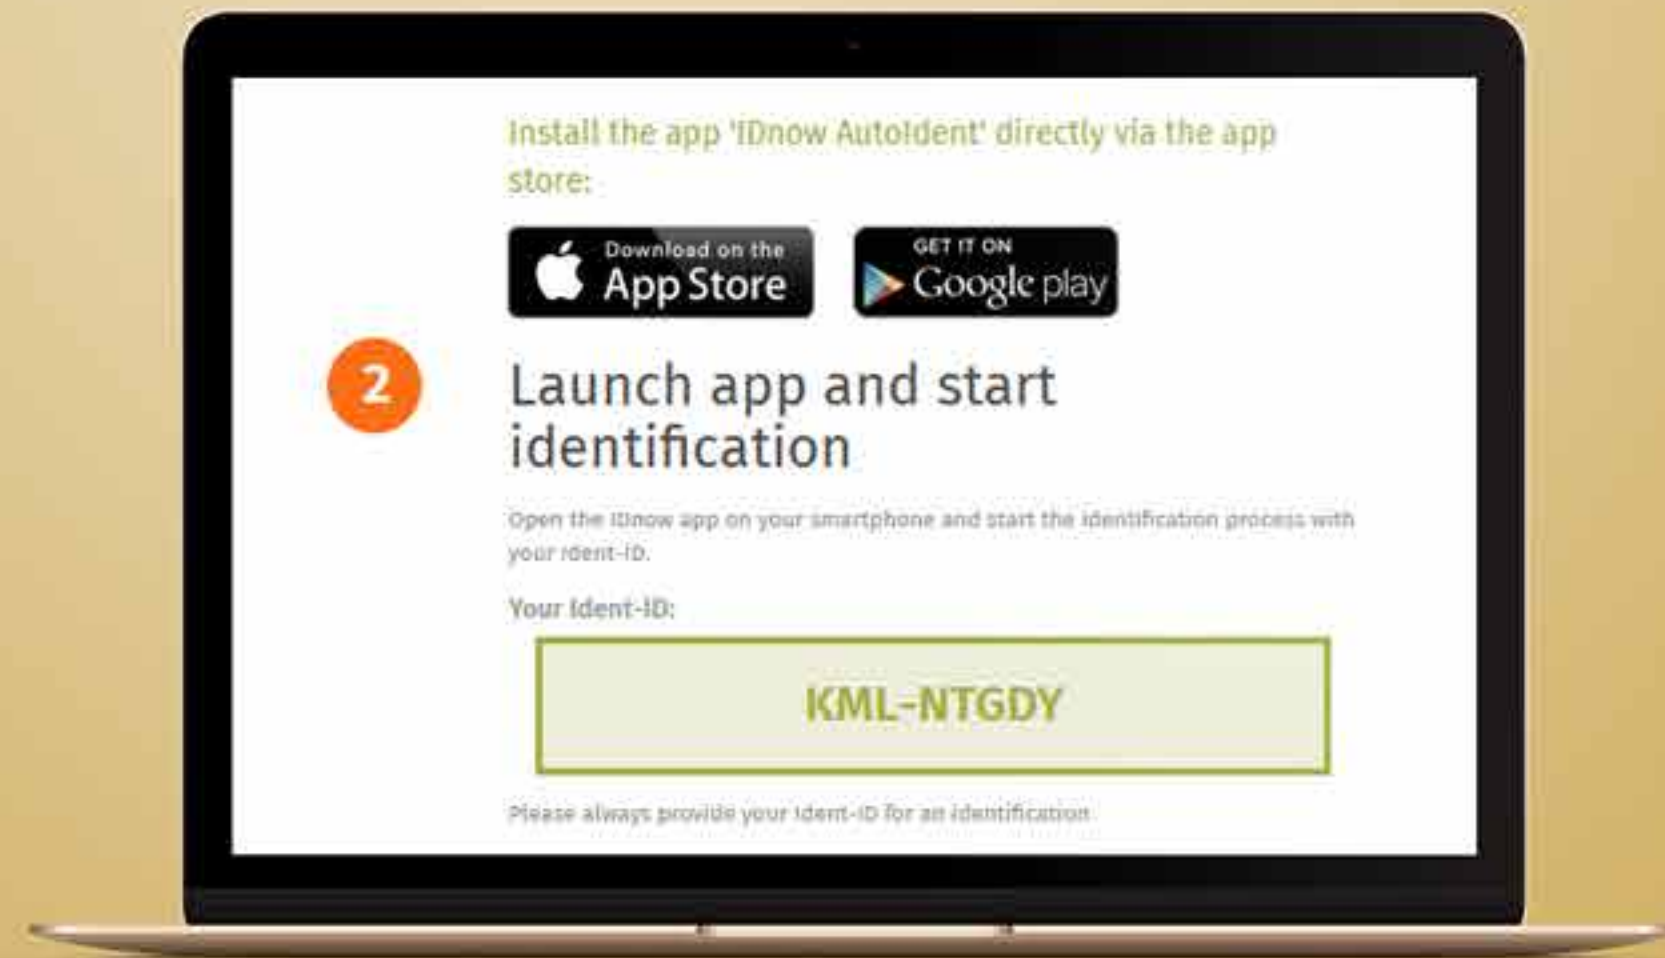 Install the app 'IDnow AutoIdent' directly via the app
store:
Download on the
App Store
GET IT ON
Google play
2
Launch app and start
identification
Open the IDnow app on your smartphone and start the identification process with
your Ident-ID.
Your Ident-ID:
KML-NTGDY
Please always provide your Ident-ID for an identification